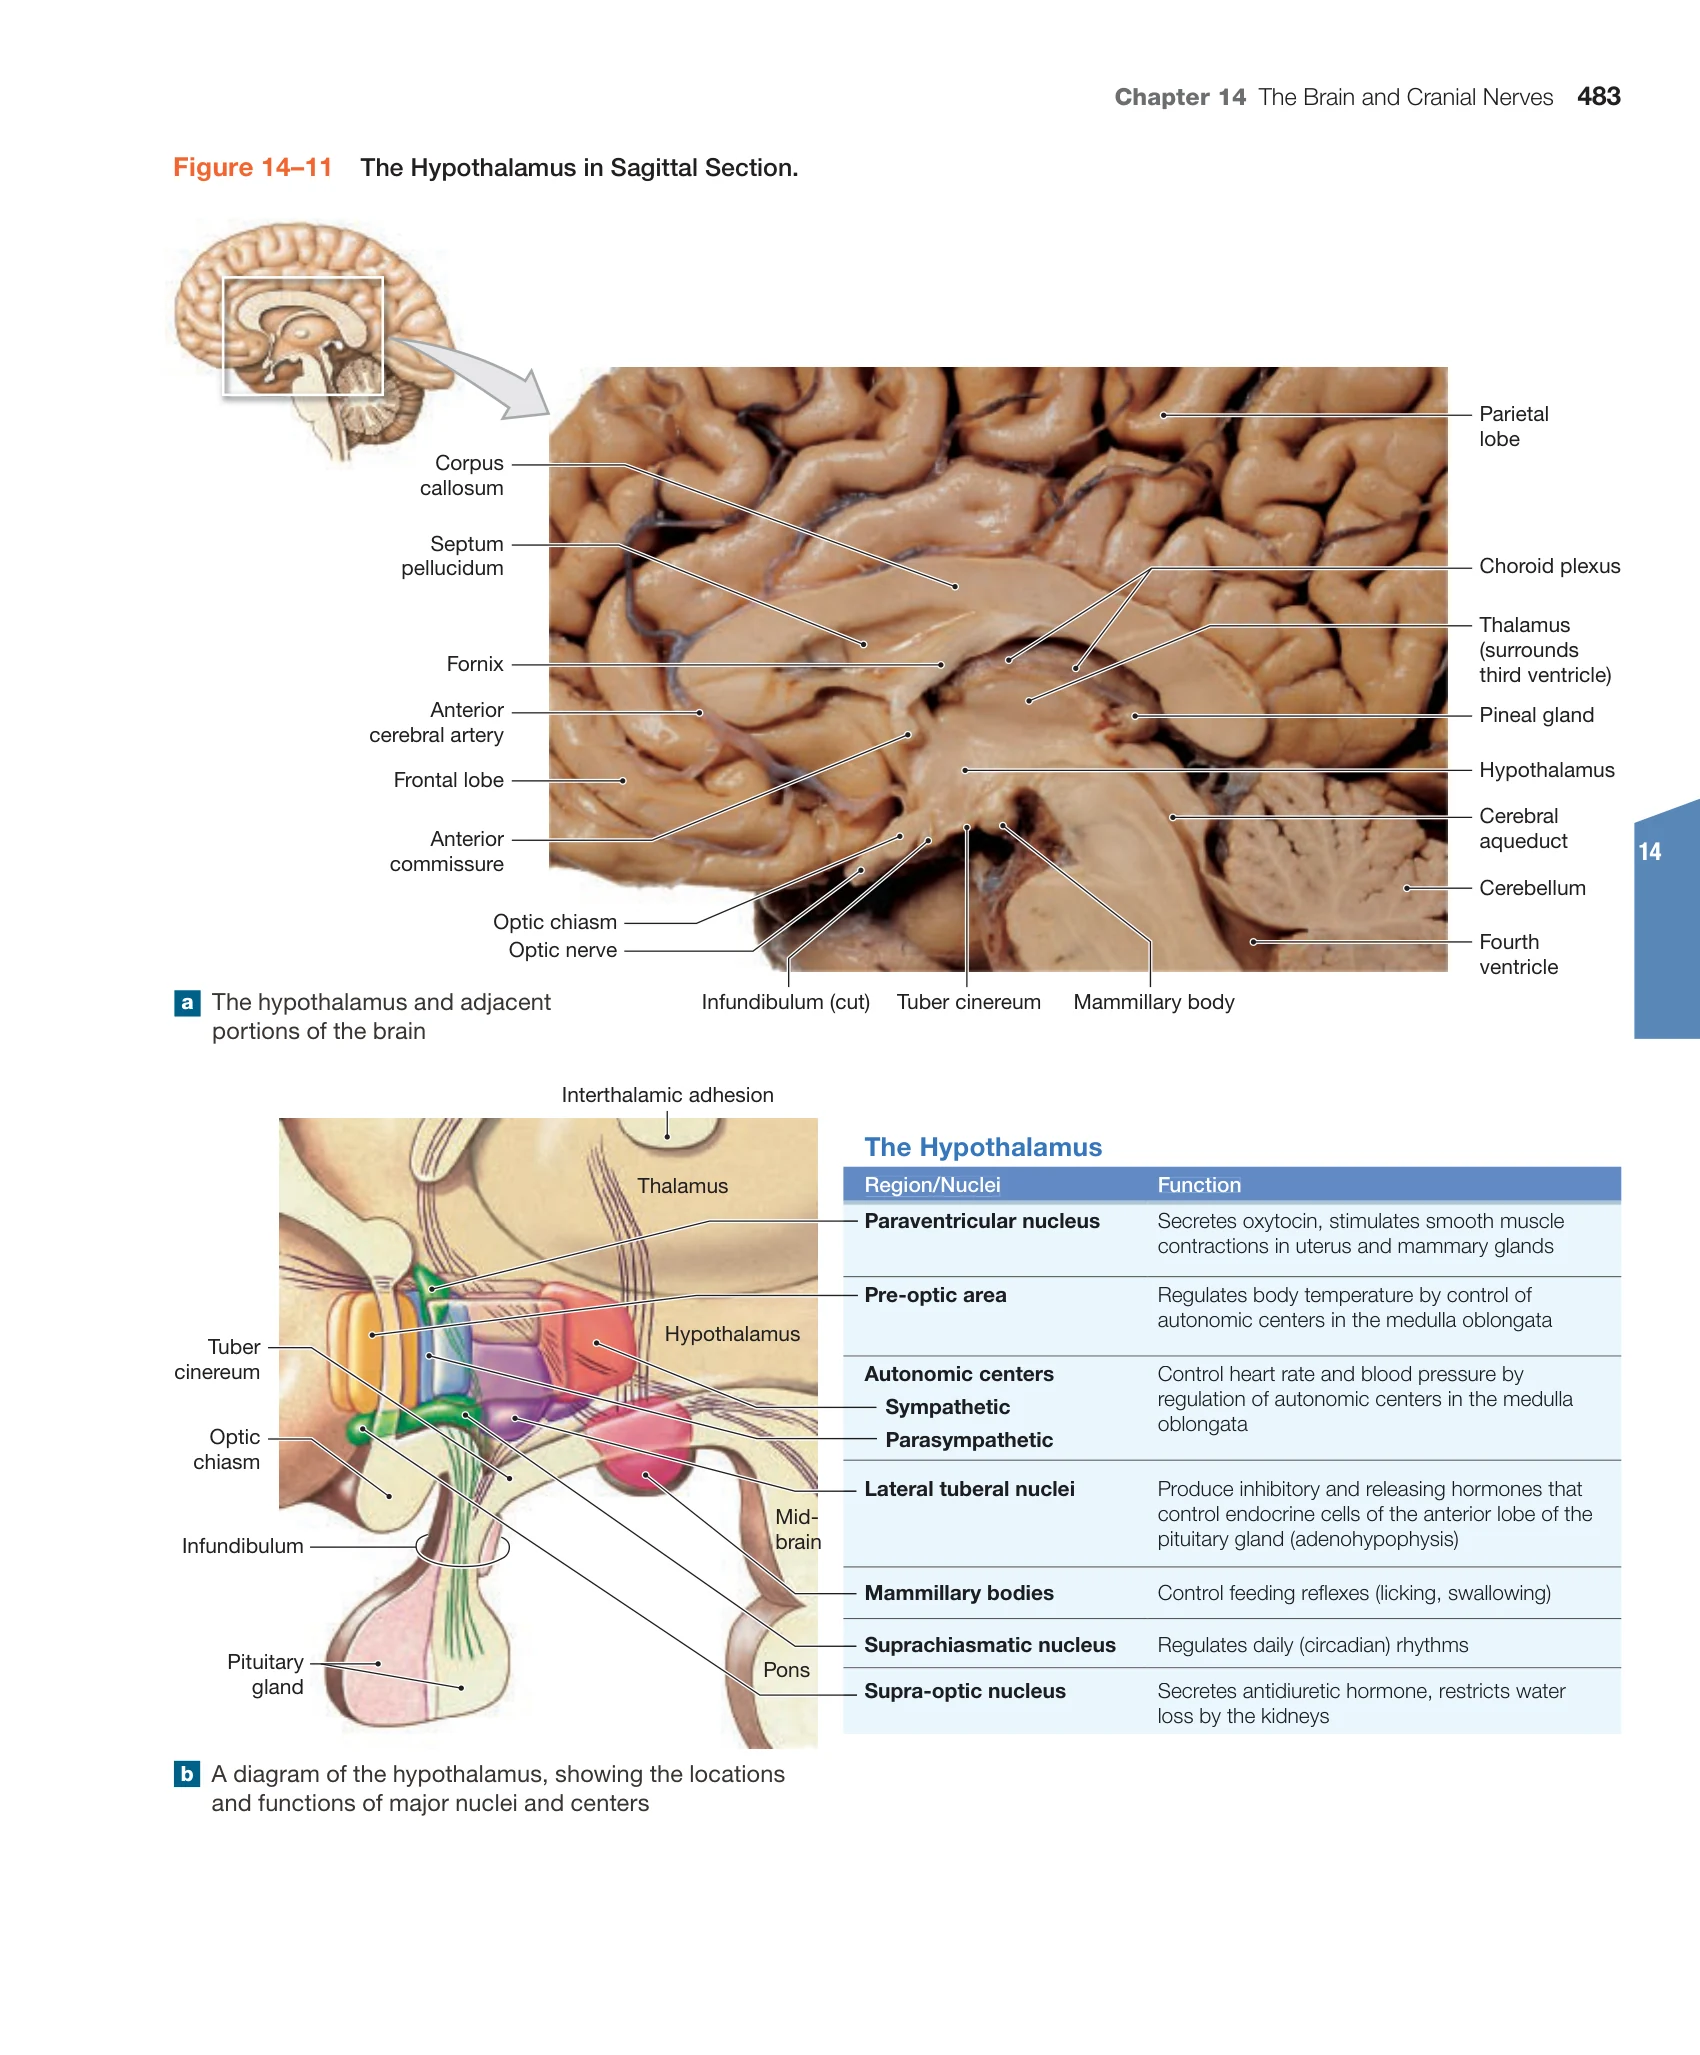 Chapter 14 The Brain and Cranial Nerves 483
Figure 14–11 The Hypothalamus in Sagittal Section.
Corpus
callosum
Septum
pellucidum
Fornix
Anterior
cerebral artery
Frontal lobe
Anterior
commissure
Optic chiasm
Optic nerve
Infundibulum (cut)
Tuber cinereum
Mammillary body
Parietal
lobe
Choroid plexus
Thalamus
(surrounds
third ventricle)
Pineal gland
Hypothalamus
Cerebral
aqueduct
Cerebellum
Fourth
ventricle
14
a The hypothalamus and adjacent
portions of the brain
Interthalamic adhesion
Thalamus
Hypothalamus
Tuber
cinereum
Optic
chiasm
Infundibulum
Pituitary
gland
Mid-
brain
Pons
The Hypothalamus
Region/Nuclei Function
Paraventricular nucleus Secretes oxytocin, stimulates smooth muscle
contractions in uterus and mammary glands
Pre-optic area Regulates body temperature by control of
autonomic centers in the medulla oblongata
Autonomic centers Control heart rate and blood pressure by
Sympathetic regulation of autonomic centers in the medulla
Parasympathetic oblongata
Lateral tuberal nuclei Produce inhibitory and releasing hormones that
control endocrine cells of the anterior lobe of the
pituitary gland (adenohypophysis)
Mammillary bodies Control feeding reflexes (licking, swallowing)
Suprachiasmatic nucleus Regulates daily (circadian) rhythms
Supra-optic nucleus Secretes antidiuretic hormone, restricts water
loss by the kidneys
b A diagram of the hypothalamus, showing the locations
and functions of major nuclei and centers